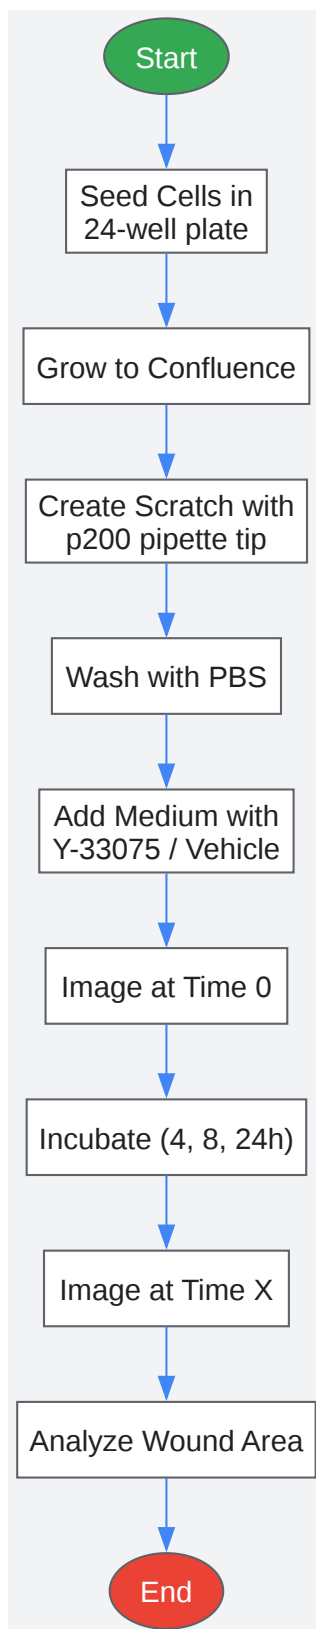 Start
Seed Cells in
24-well plate
Grow to Confluence
Create Scratch with
p200 pipette tip
Wash with PBS
Add Medium with
Y-33075 / Vehicle
Image at Time 0
Incubate (4, 8, 24h)
Image at Time X
Analyze Wound Area
End